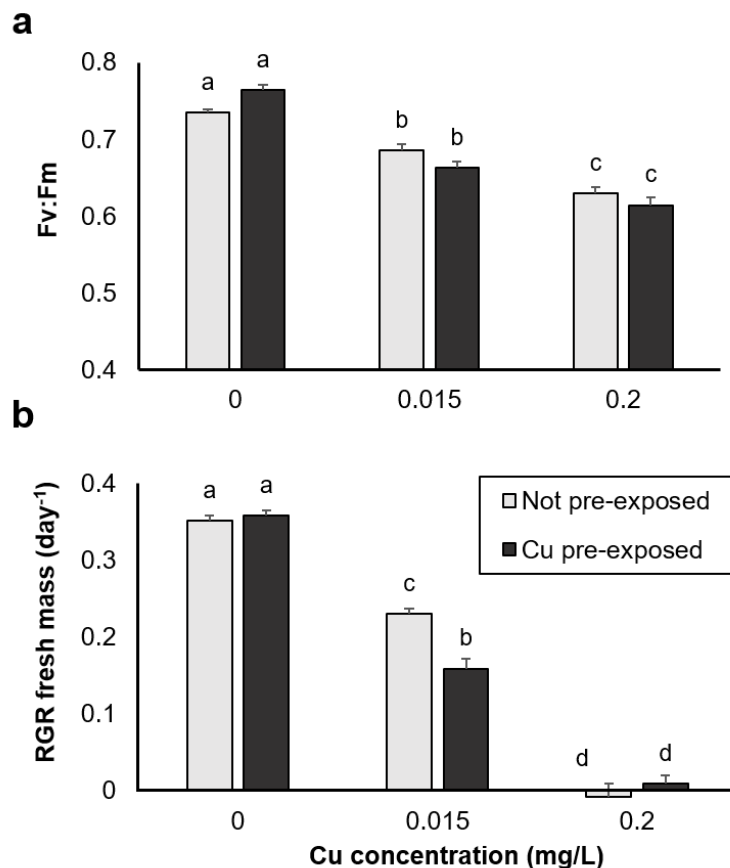 a
0.8
0.7
0.6
0.5
0.4
Fv:Fm
a a
b b
c c
0 0.015 0.2
b
0.4
0.3
0.2
0.1
0
RGR fresh mass (day⁻¹)
a a
c
b
d d
Not pre-exposed
Cu pre-exposed
0 0.015 0.2
Cu concentration (mg/L)